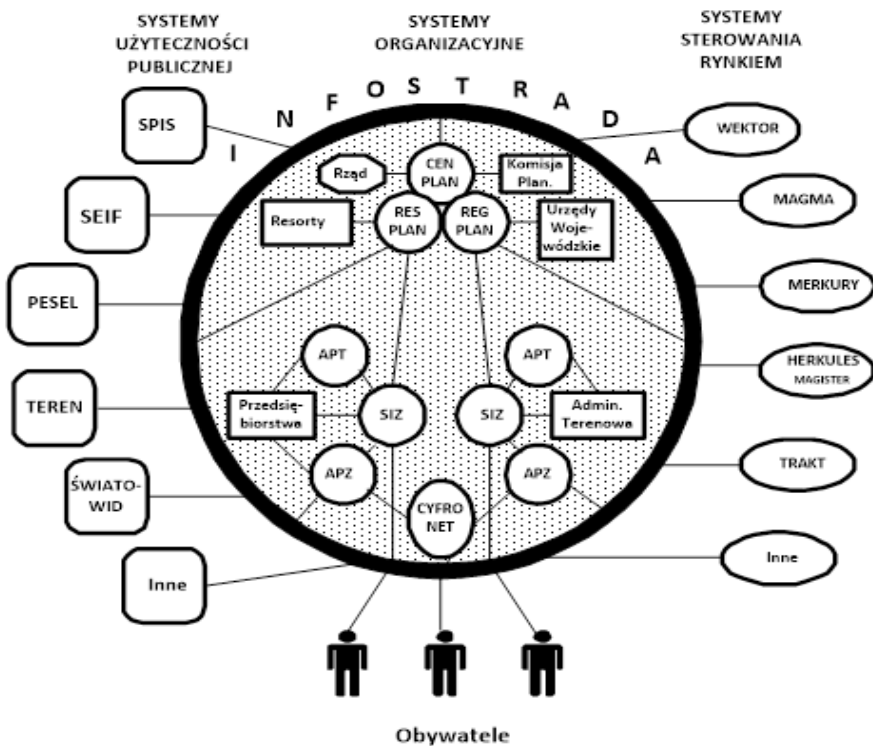 SYSTEMY
UŻYTECZNOŚCI
PUBLICZNEJ
SYSTEMY
ORGANIZACYJNE
SYSTEMY
STEROWANIA
RYNKIEM
I N F O S T R A D A
SPIS
SEIF
PESEL
TEREN
ŚWIATO-
WID
Inne
Rząd
CEN
PLAN
Komisja
Plan.
Resorty
RES
PLAN
REG
PLAN
Urzędy
Woje-
wódzkie
APT
APT
Przedsię-
biorstwa
SIZ
SIZ
Admin.
Terenowa
APZ
APZ
CYFRO
NET
WEKTOR
MAGMA
MERKURY
HERKULES
MAGISTER
TRAKT
Inne
Obywatele